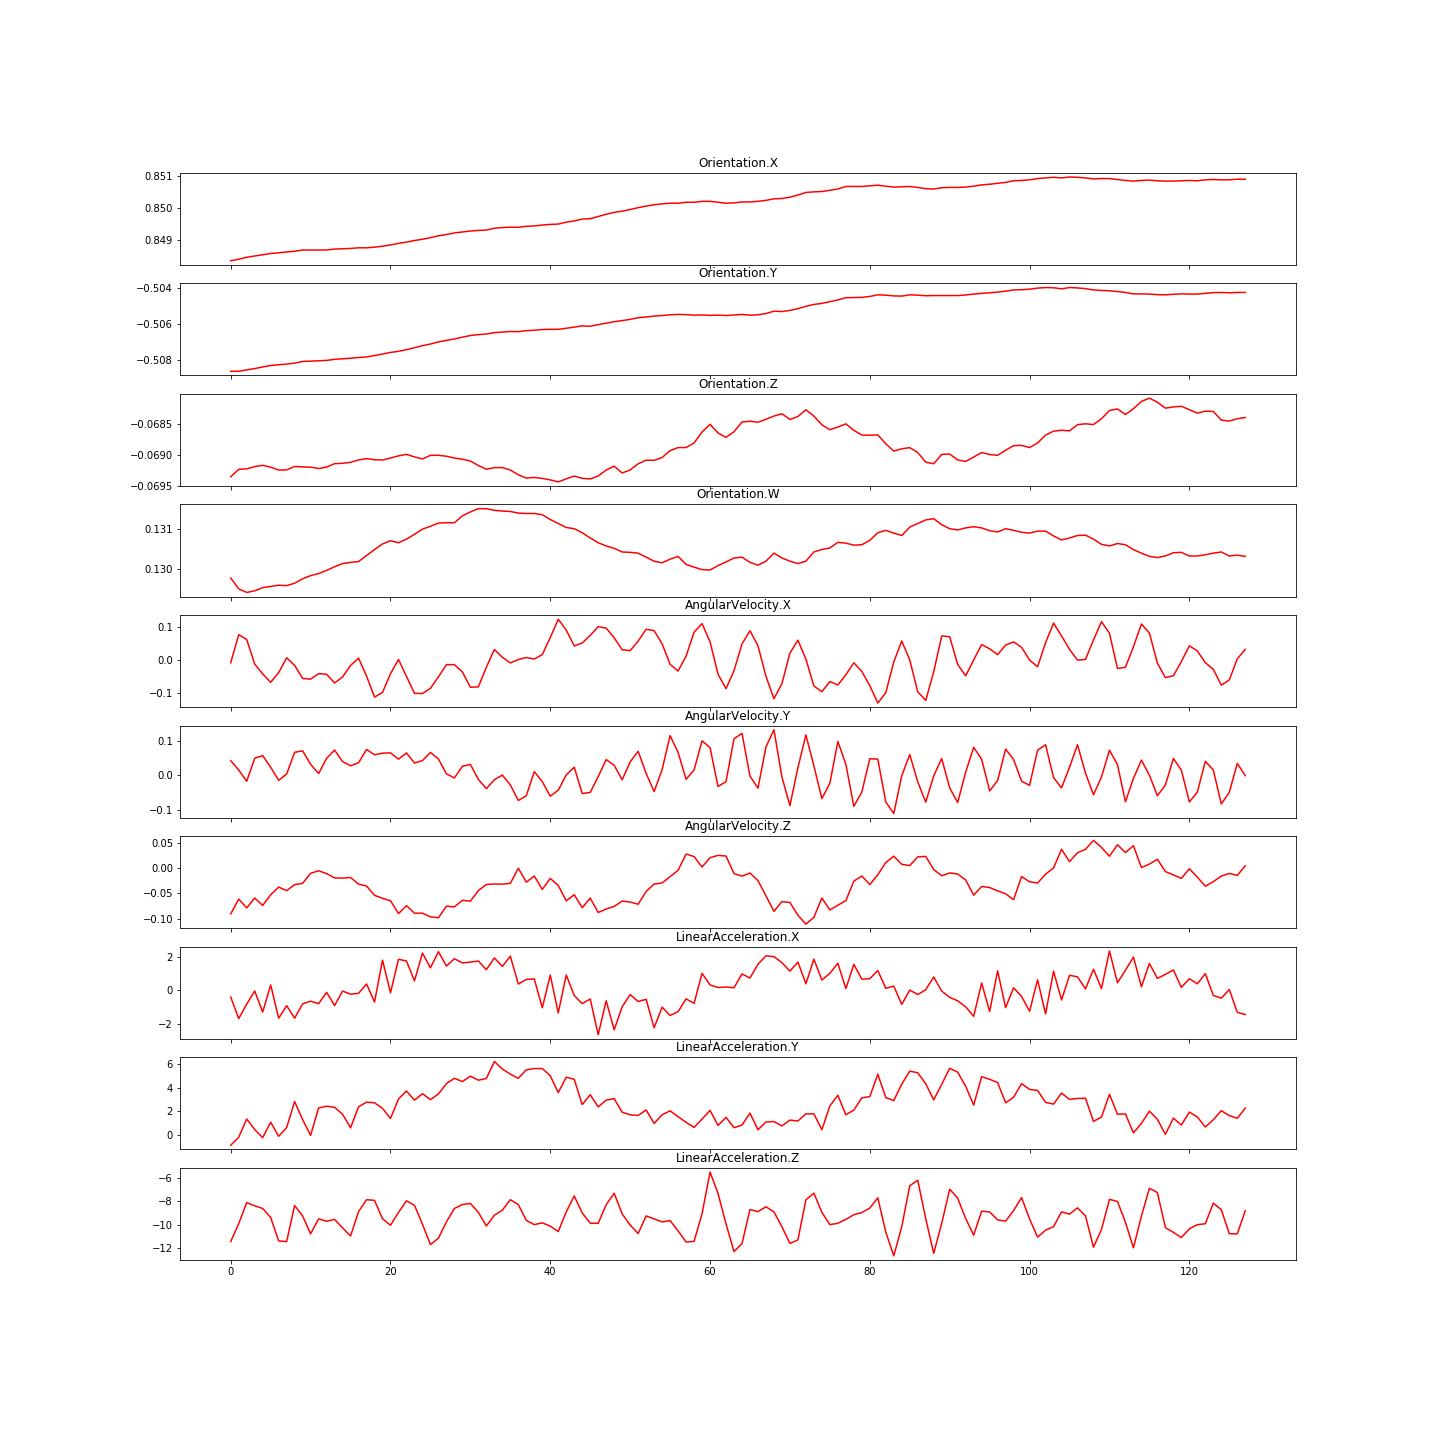 Orientation.X
0.851
0.850
0.849
Orientation.Y
−0.504
−0.506
−0.508
Orientation.Z
−0.0685
−0.0690
−0.0695
Orientation.W
0.131
0.130
AngularVelocity.X
0.1
0.0
−0.1
AngularVelocity.Y
0.1
0.0
−0.1
AngularVelocity.Z
0.05
0.00
−0.05
−0.10
LinearAcceleration.X
2
0
−2
LinearAcceleration.Y
6
4
2
0
LinearAcceleration.Z
−6
−8
−10
−12
0 20 40 60 80 100 120